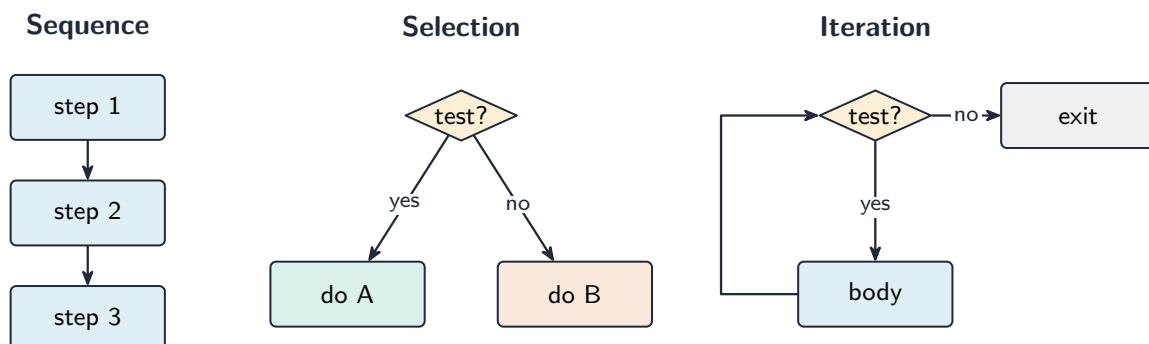 Sequence
step 1
step 2
step 3
Selection
test?
yes
no
do A
do B
Iteration
test?
no
exit
yes
body